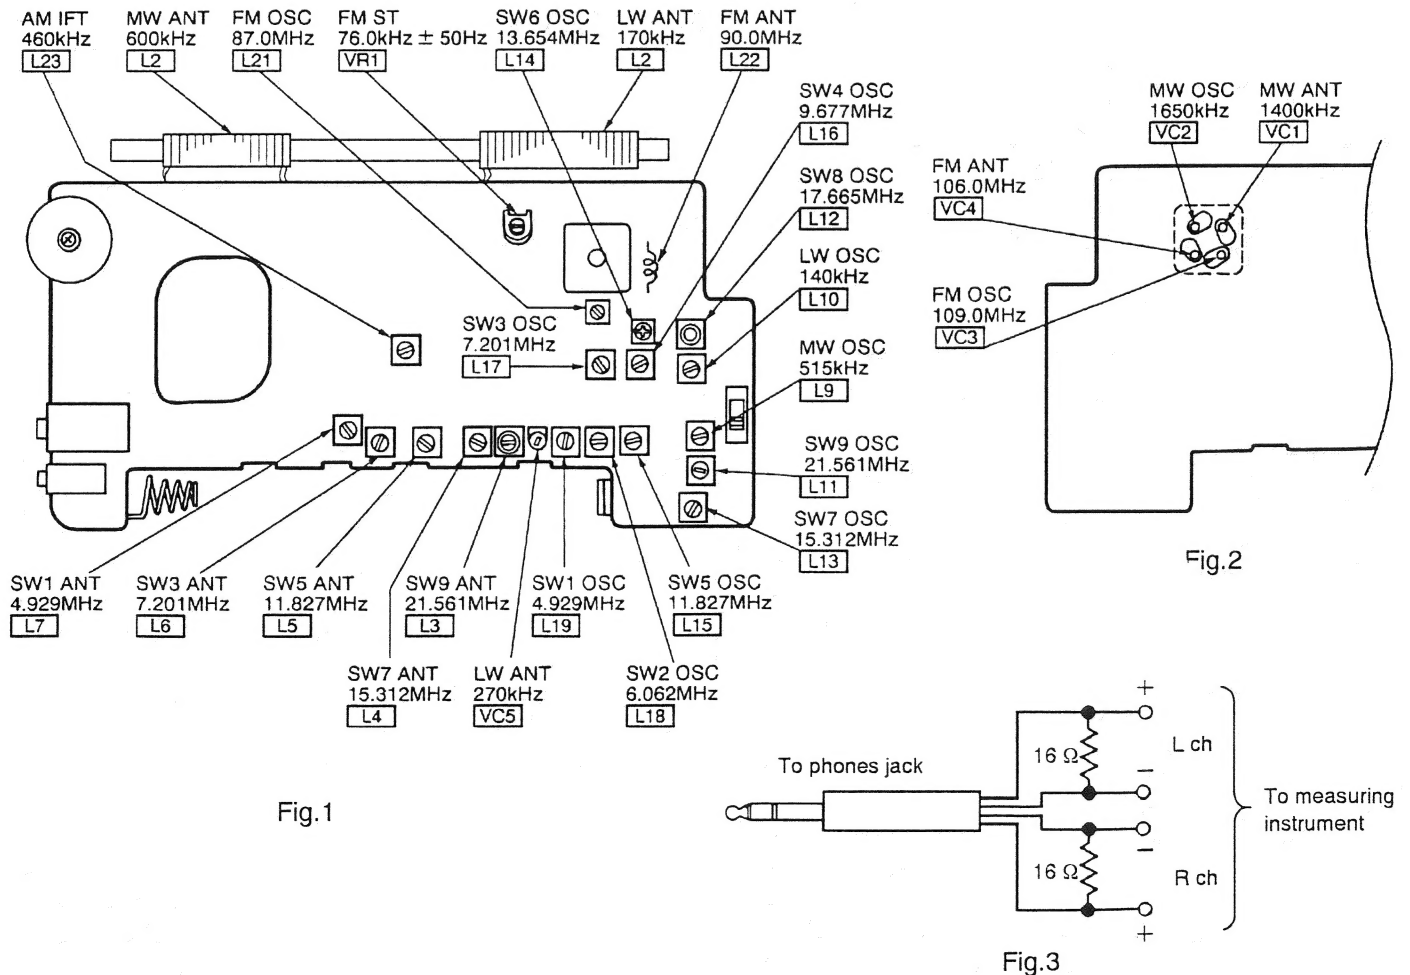 AM IFT
460kHz
L23
MW ANT
600kHz
L2
FM OSC
87.0MHz
L21
FM ST
76.0kHz ± 50Hz
VR1
SW6 OSC
13.654MHz
L14
LW ANT
170kHz
L2
FM ANT
90.0MHz
L22
SW4 OSC
9.677MHz
L16
SW8 OSC
17.665MHz
L12
LW OSC
140kHz
L10
SW3 OSC
7.201MHz
L17
MW OSC
515kHz
L9
SW9 OSC
21.561MHz
L11
SW7 OSC
15.312MHz
L13
SW1 ANT
4.929MHz
L7
SW3 ANT
7.201MHz
L6
SW5 ANT
11.827MHz
L5
SW9 ANT
21.561MHz
L3
SW1 OSC
4.929MHz
L19
SW5 OSC
11.827MHz
L15
SW7 ANT
15.312MHz
L4
LW ANT
270kHz
VC5
SW2 OSC
6.062MHz
L18
Fig.1
MW OSC
1650kHz
VC2
MW ANT
1400kHz
VC1
FM ANT
106.0MHz
VC4
FM OSC
109.0MHz
VC3
Fig.2
To phones jack
+
16 Ω
L ch
−
−
16 Ω
R ch
+
To measuring
instrument
Fig.3